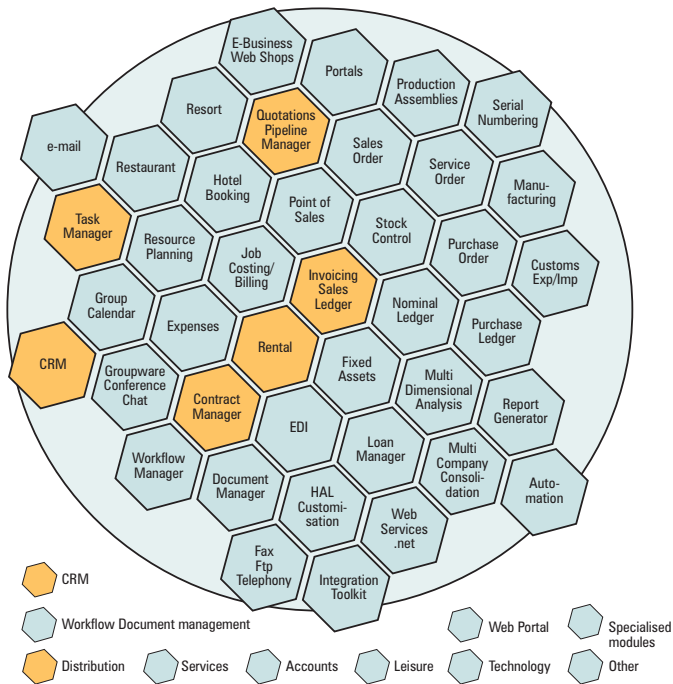 E-Business
Web Shops
Portals
Production
Assemblies
Serial
Numbering
Resort
Quotations
Pipeline
Manager
Sales
Order
Service
Order
Manu-
facturing
e-mail
Restaurant
Hotel
Booking
Point of
Sales
Stock
Control
Purchase
Order
Customs
Exp/Imp
Task
Manager
Resource
Planning
Job
Costing/
Billing
Invoicing
Sales
Ledger
Nominal
Ledger
Purchase
Ledger
Group
Calendar
Expenses
Rental
Fixed
Assets
Multi
Dimensional
Analysis
Report
Generator
CRM
Groupware
Conference
Chat
Contract
Manager
EDI
Loan
Manager
Multi
Company
Consoli-
dation
Auto-
mation
Workflow
Manager
Document
Manager
HAL
Customi-
sation
Web
Services
.net
Fax
Ftp
Telephony
Integration
Toolkit
CRM
Workflow Document management
Web Portal
Specialised
modules
Distribution
Services
Accounts
Leisure
Technology
Other